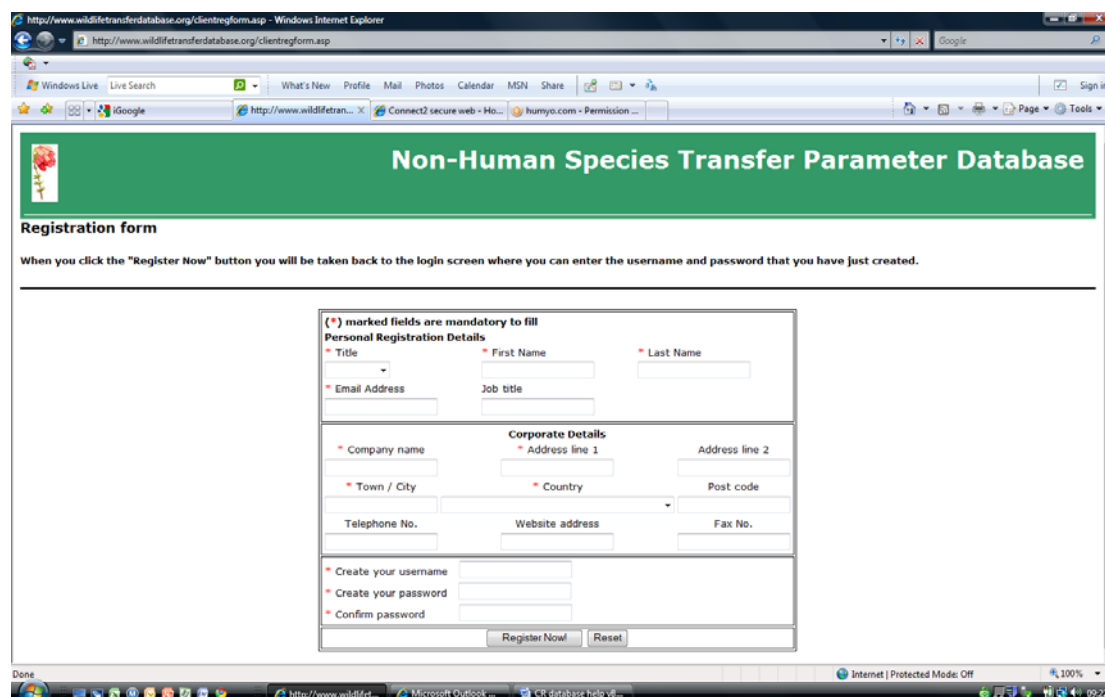 http://www.wildlifetransferdatabase.org/clientregform.asp - Windows Internet Explorer
http://www.wildlifetransferdatabase.org/clientregform.asp
Google
Windows Live Live Search What's New Profile Mail Photos Calendar MSN Share Sign in
iGoogle http://www.wildlifetran... Connect2 secure web - Ho... humyo.com - Permission ... Page Tools
Non-Human Species Transfer Parameter Database
Registration form
When you click the "Register Now" button you will be taken back to the login screen where you can enter the username and password that you have just created.
(*) marked fields are mandatory to fill
Personal Registration Details
* Title * First Name * Last Name
* Email Address Job title
Corporate Details
* Company name * Address line 1 Address line 2
* Town / City * Country Post code
Telephone No. Website address Fax No.
* Create your username
* Create your password
* Confirm password
Register Now! Reset
Done Internet | Protected Mode: Off 100%
http://www.wildlifet... Microsoft Outlook ... CR database help v8...